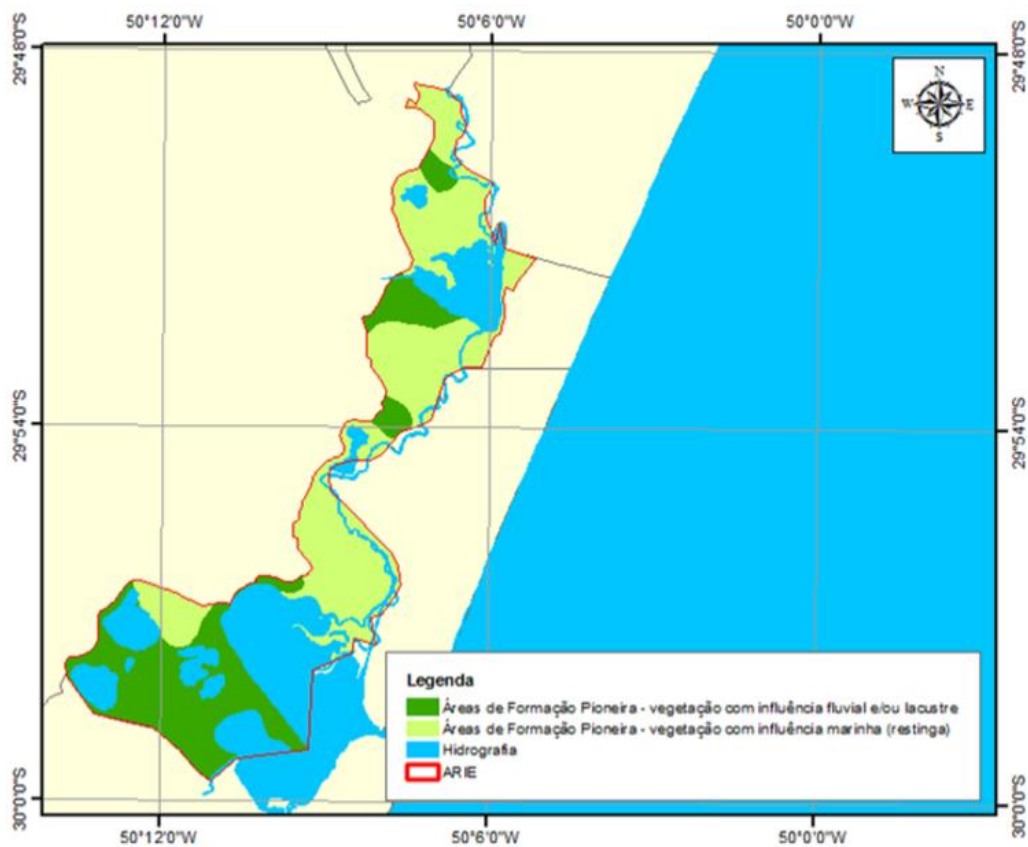 50°12'0"W 50°6'0"W 50°0'0"W
29°48'0"S 29°48'0"S
N
W E
S
29°54'0"S 29°54'0"S
Legenda
Áreas de Formação Pioneira - vegetação com influência fluvial e/ou lacustre
Áreas de Formação Pioneira - vegetação com influência marinha (restinga)
Hidrografia
ARIE
30°0'0"S 30°0'0"S
50°12'0"W 50°6'0"W 50°0'0"W